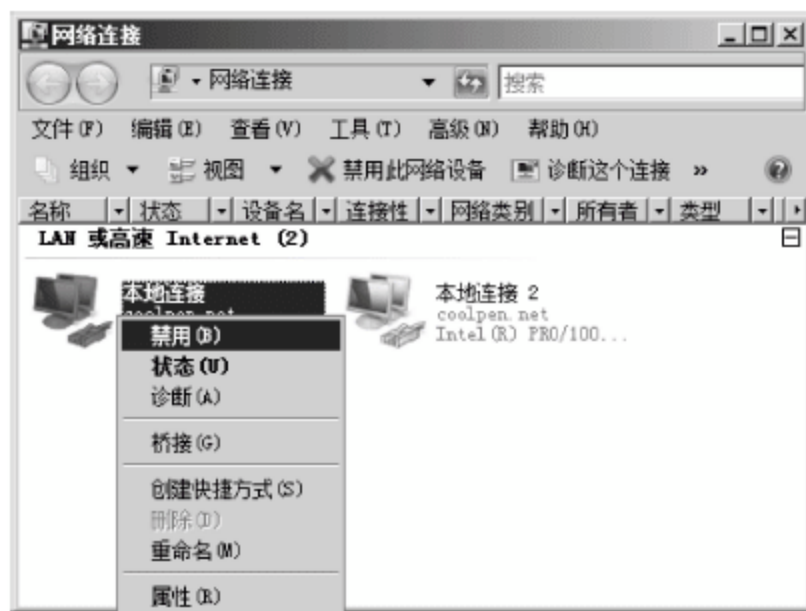 网络连接
网络连接 搜索
文件(F) 编辑(E) 查看(V) 工具(T) 高级(N) 帮助(H)
组织 视图 禁用此网络设备 诊断这个连接 »
名称 状态 设备名 连接性 网络类别 所有者 类型
LAN 或高速 Internet (2)
本地连接
coolpen.net
本地连接 2
coolpen.net
Intel(R) PRO/100...
禁用(B)
状态(U)
诊断(A)
桥接(G)
创建快捷方式(S)
删除(D)
重命名(M)
属性(R)